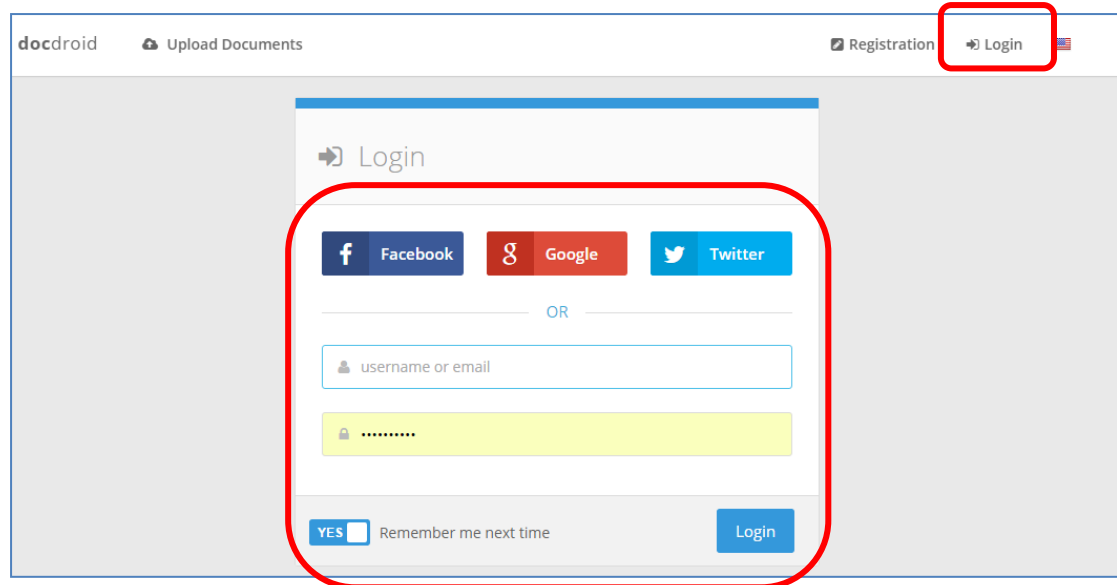 docdroid Upload Documents Registration Login
Login
Facebook Google Twitter
OR
username or email
••••••••••
YES Remember me next time Login